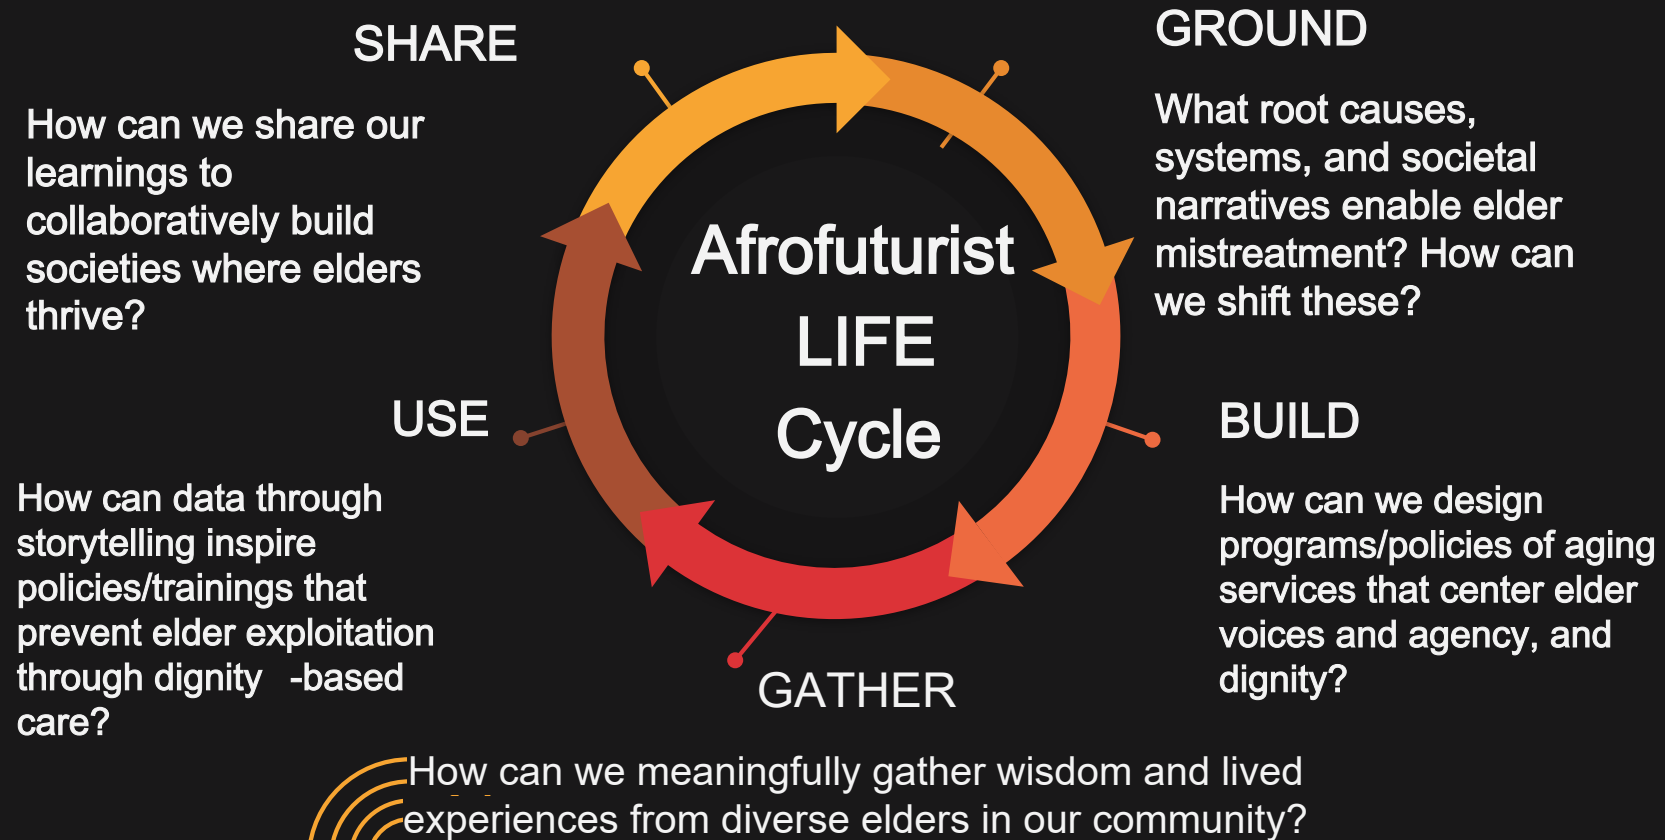 SHARE
How can we share our
learnings to
collaboratively build
societies where elders
thrive?
GROUND
What root causes,
systems, and societal
narratives enable elder
mistreatment? How can
we shift these?
Afrofuturist
LIFE
Cycle
USE
How can data through
storytelling inspire
policies/trainings that
prevent elder exploitation
through dignity -based
care?
BUILD
How can we design
programs/policies of aging
services that center elder
voices and agency, and
dignity?
GATHER
How can we meaningfully gather wisdom and lived
experiences from diverse elders in our community?